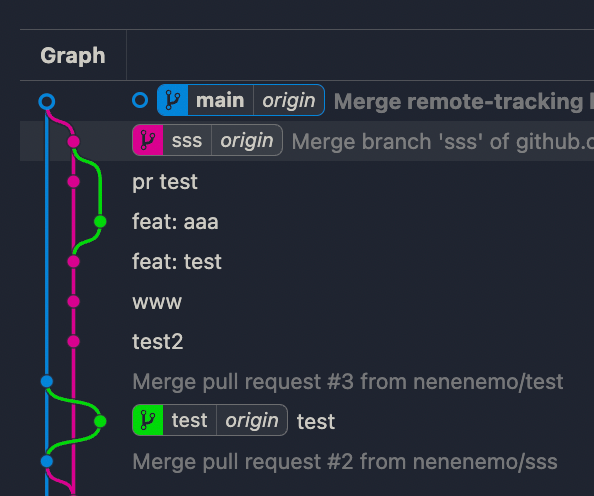 Graph
main origin Merge remote-tracking
sss origin Merge branch 'sss' of github.c
pr test
feat: aaa
feat: test
www
test2
Merge pull request #3 from nenenemo/test
test origin test
Merge pull request #2 from nenenemo/sss